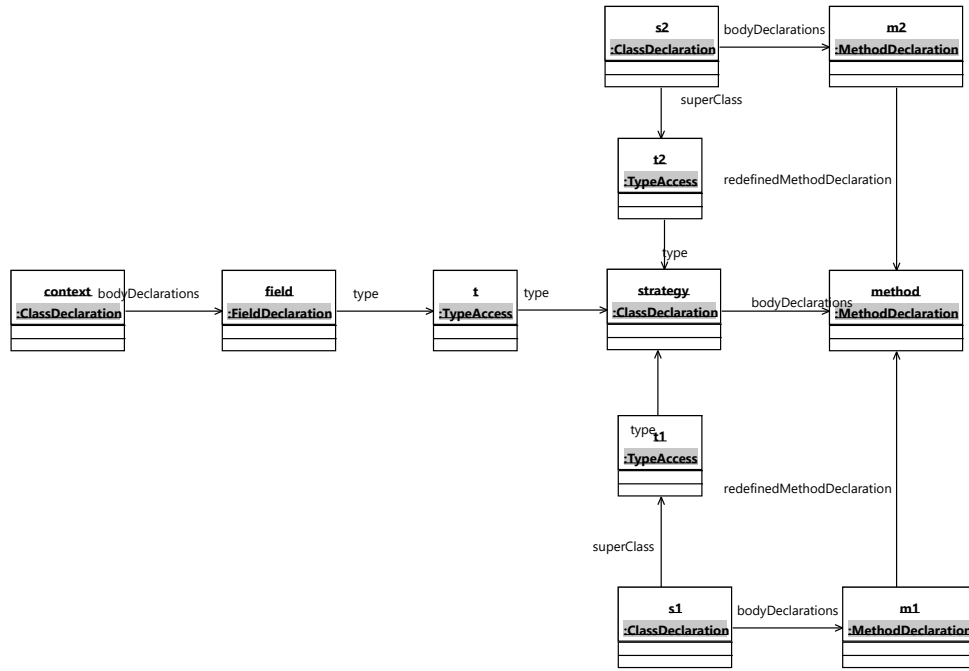 s2
:ClassDeclaration
bodyDeclarations
m2
:MethodDeclaration
superClass
t2
:TypeAccess
redefinedMethodDeclaration
type
context
:ClassDeclaration
bodyDeclarations
field
:FieldDeclaration
type
t
:TypeAccess
type
strategy
:ClassDeclaration
bodyDeclarations
method
:MethodDeclaration
type
t1
:TypeAccess
redefinedMethodDeclaration
superClass
s1
:ClassDeclaration
bodyDeclarations
m1
:MethodDeclaration